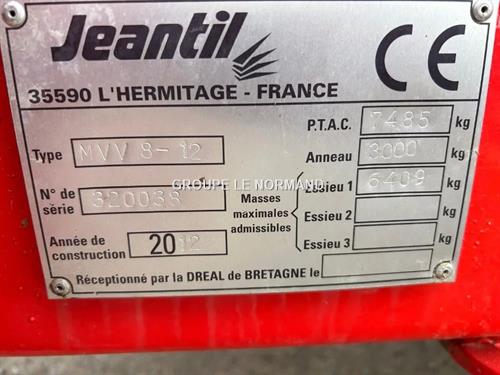 Jeantil
CE
35590 L'HERMITAGE - FRANCE
P.T.A.C. 7485 kg
Type MVV 8-12
Anneau 3000 kg
GROUPE LE NORMAND
N° de série 320038
Masses maximales admissibles
Essieu 1 6409 kg
Essieu 2 kg
Essieu 3 kg
Année de construction 2012
Réceptionné par la DREAL de BRETAGNE le